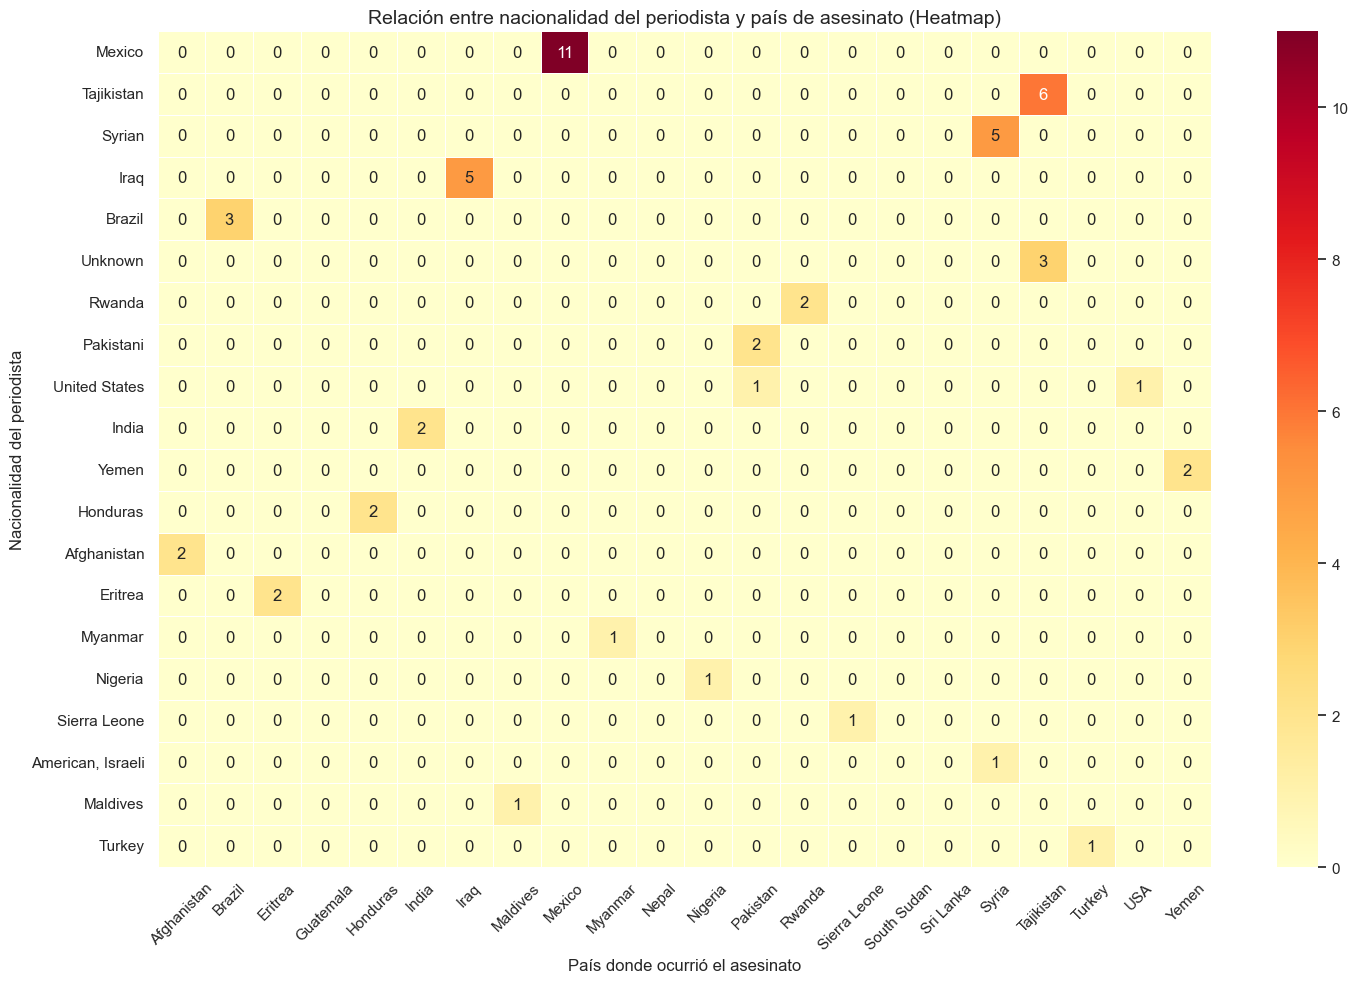 Relación entre nacionalidad del periodista y país de asesinato (Heatmap)
Nacionalidad del periodista
Mexico 0 0 0 0 0 0 0 0 11 0 0 0 0 0 0 0 0 0 0 0 0 0
Tajikistan 0 0 0 0 0 0 0 0 0 0 0 0 0 0 0 0 0 0 6 0 0 0
Syrian 0 0 0 0 0 0 0 0 0 0 0 0 0 0 0 0 0 5 0 0 0 0
Iraq 0 0 0 0 0 0 5 0 0 0 0 0 0 0 0 0 0 0 0 0 0 0
Brazil 0 3 0 0 0 0 0 0 0 0 0 0 0 0 0 0 0 0 0 0 0 0
Unknown 0 0 0 0 0 0 0 0 0 0 0 0 0 0 0 0 0 0 3 0 0 0
Rwanda 0 0 0 0 0 0 0 0 0 0 0 0 0 2 0 0 0 0 0 0 0 0
Pakistani 0 0 0 0 0 0 0 0 0 0 0 0 2 0 0 0 0 0 0 0 0 0
United States 0 0 0 0 0 0 0 0 0 0 0 0 1 0 0 0 0 0 0 0 1 0
India 0 0 0 0 0 2 0 0 0 0 0 0 0 0 0 0 0 0 0 0 0 0
Yemen 0 0 0 0 0 0 0 0 0 0 0 0 0 0 0 0 0 0 0 0 0 2
Honduras 0 0 0 0 2 0 0 0 0 0 0 0 0 0 0 0 0 0 0 0 0 0
Afghanistan 2 0 0 0 0 0 0 0 0 0 0 0 0 0 0 0 0 0 0 0 0 0
Eritrea 0 0 2 0 0 0 0 0 0 0 0 0 0 0 0 0 0 0 0 0 0 0
Myanmar 0 0 0 0 0 0 0 0 0 1 0 0 0 0 0 0 0 0 0 0 0 0
Nigeria 0 0 0 0 0 0 0 0 0 0 0 1 0 0 0 0 0 0 0 0 0 0
Sierra Leone 0 0 0 0 0 0 0 0 0 0 0 0 0 0 1 0 0 0 0 0 0 0
American, Israeli 0 0 0 0 0 0 0 0 0 0 0 0 0 0 0 0 0 1 0 0 0 0
Maldives 0 0 0 0 0 0 0 1 0 0 0 0 0 0 0 0 0 0 0 0 0 0
Turkey 0 0 0 0 0 0 0 0 0 0 0 0 0 0 0 0 0 0 0 1 0 0
Afghanistan Brazil Eritrea Guatemala Honduras India Iraq Maldives Mexico Myanmar Nepal Nigeria Pakistan Rwanda Sierra Leone South Sudan Sri Lanka Syria Tajikistan Turkey USA Yemen
País donde ocurrió el asesinato
10
8
6
4
2
0